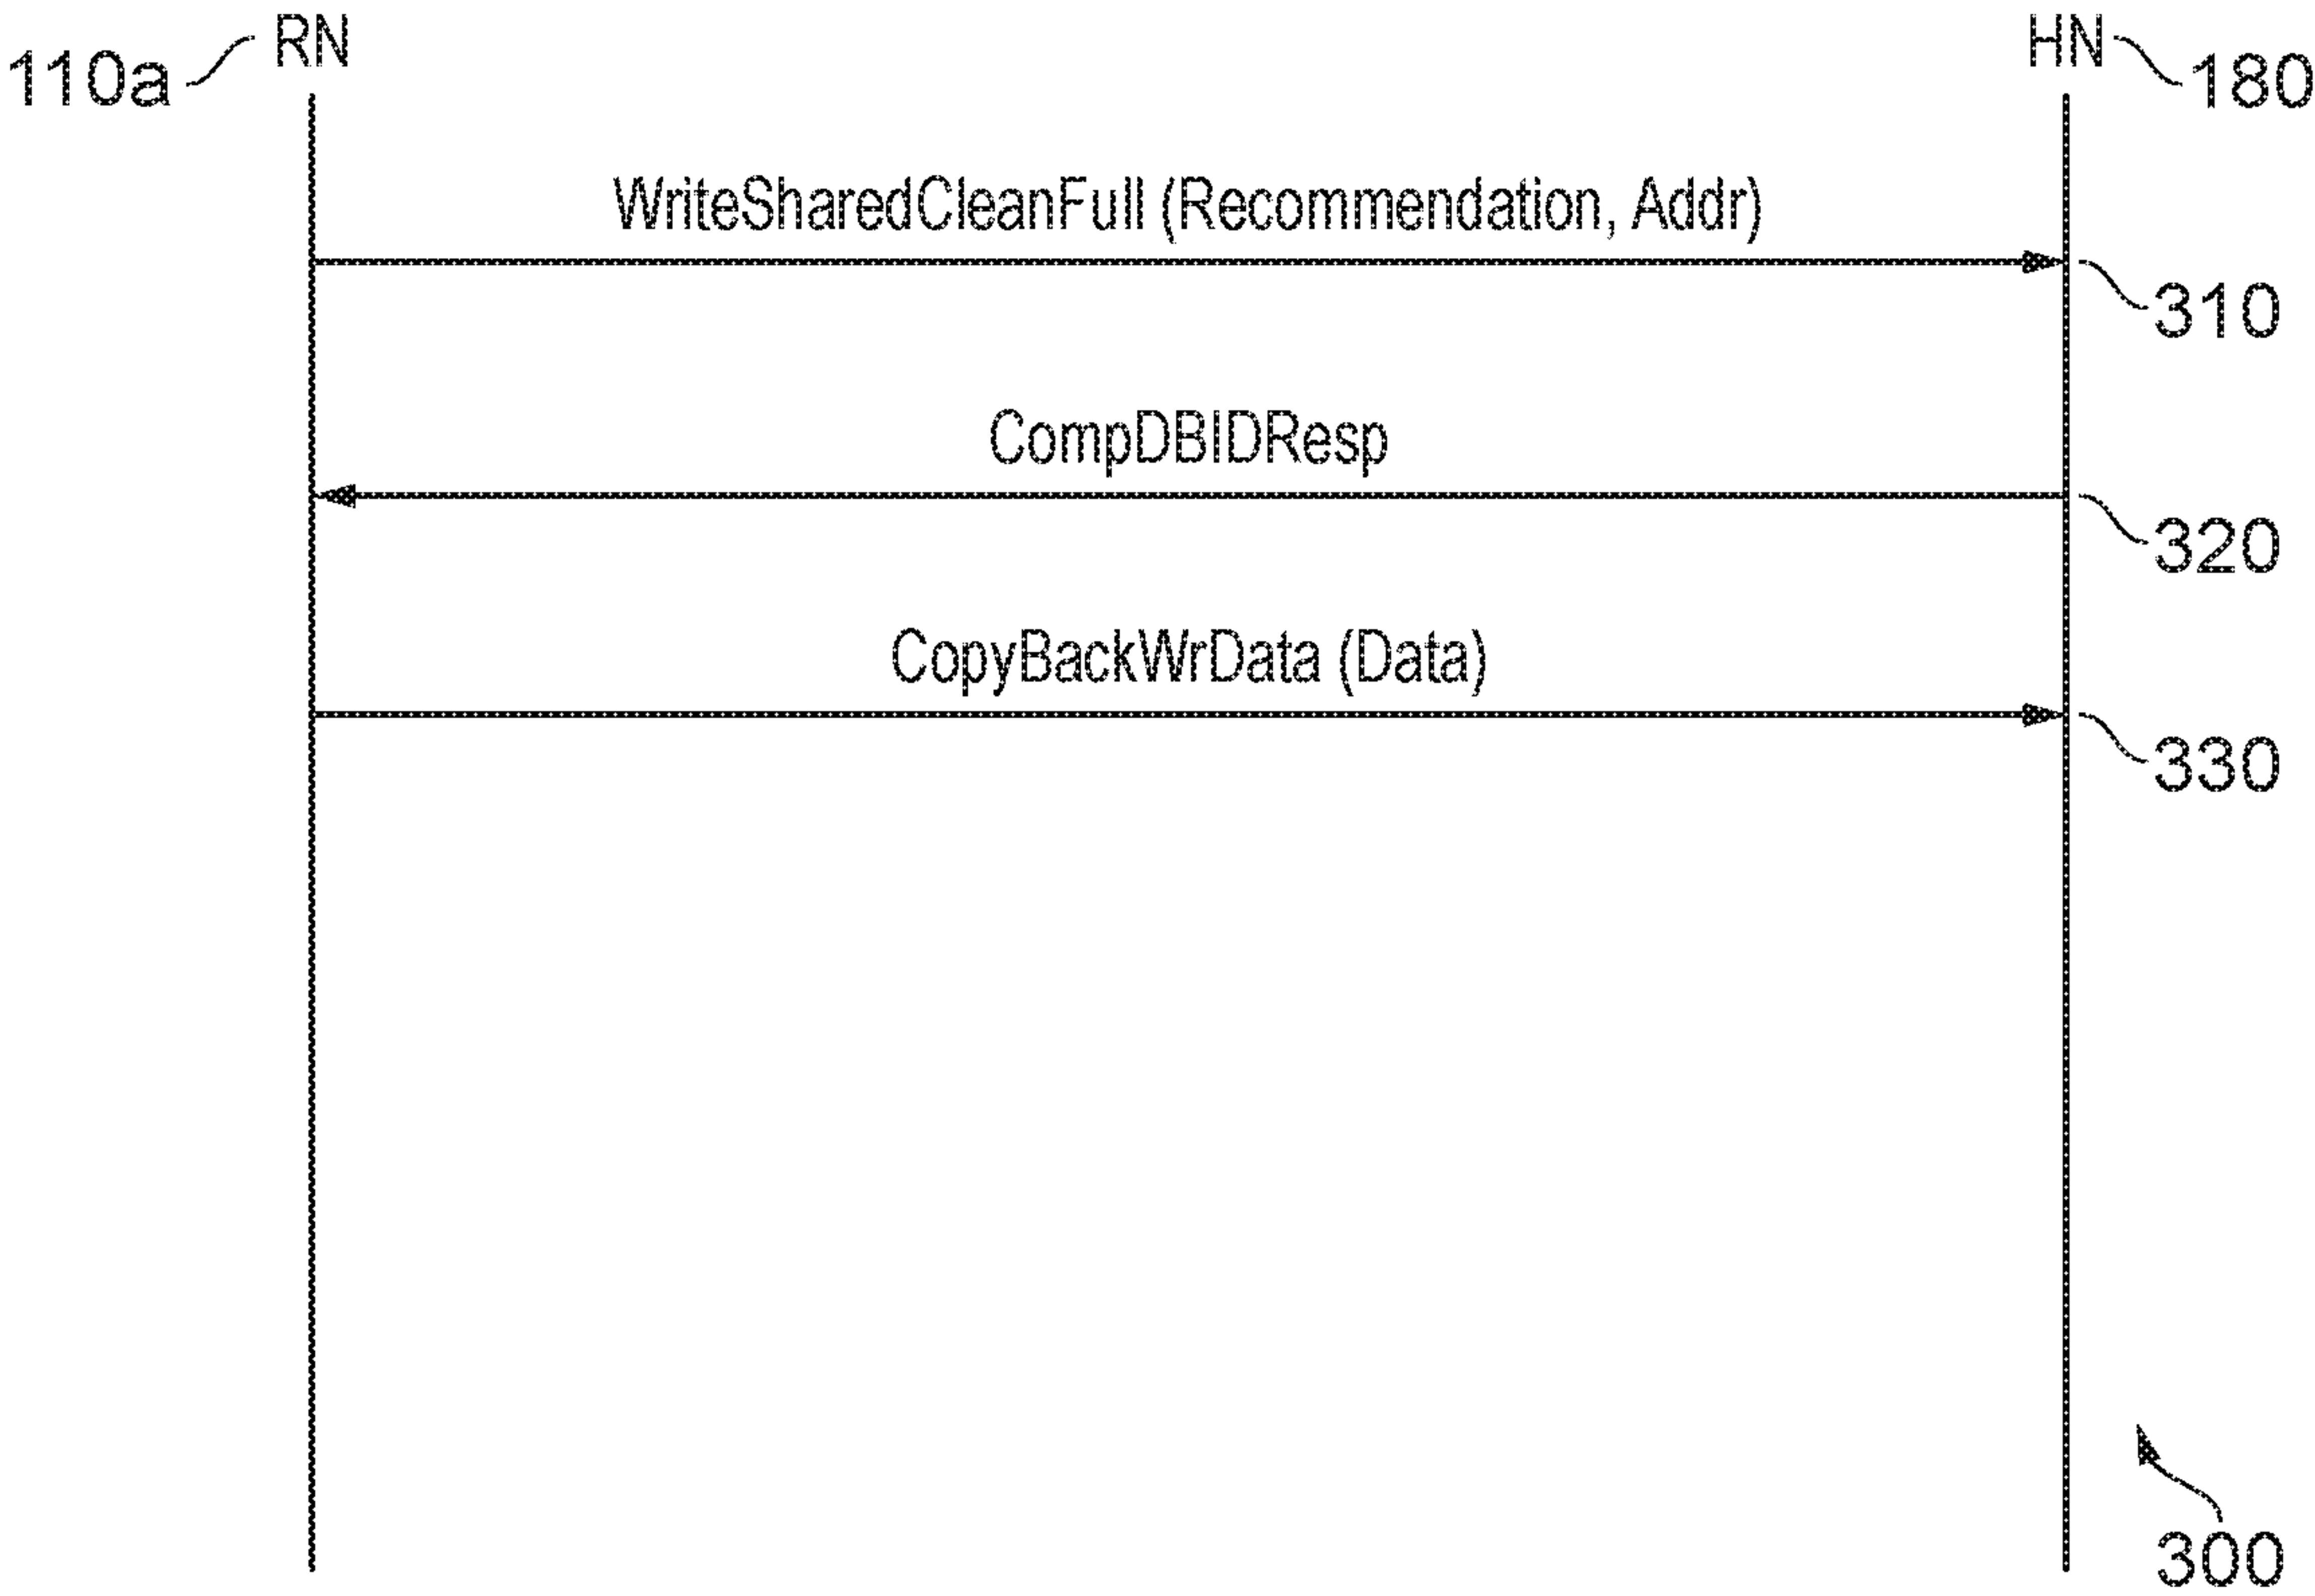 110a RN HN 180
WriteSharedCleanFull (Recommendation, Addr)
310
CompDBIDResp
320
CopyBackWrData (Data)
330
300